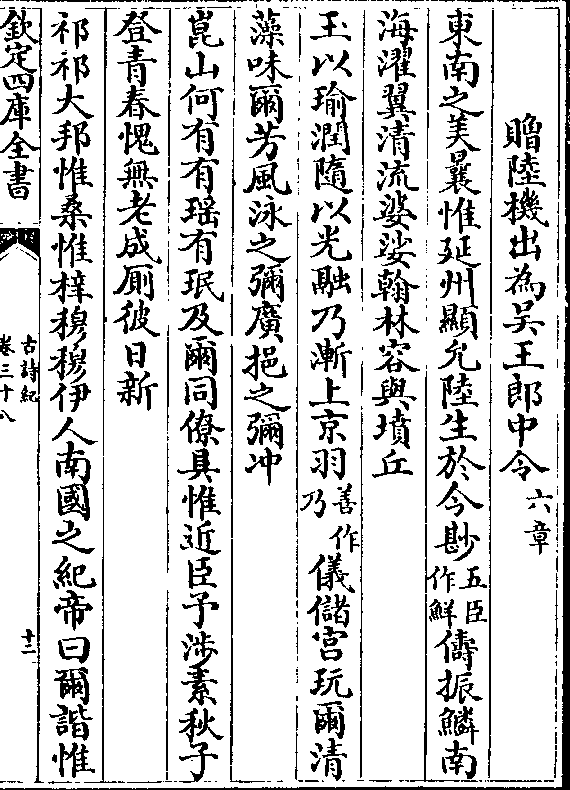 贈陸機出為吳王郎中令六章
東南之美曩惟延州顯允陸生於今尠五臣作鮮儔振鱗南
海濯翼清流婆娑翰林容與墳丘
玉以瑜潤隨以光融乃漸上京羽善作乃儀儲宫玩爾清
藻味爾芳風泳之彌廣挹之彌沖
崑山何有有瑶有珉及爾同僚具惟近臣予涉素秋子
登青春愧無老成厠彼日新
祁祁大邦惟桑惟梓穆穆伊人南國之紀帝曰爾諧惟
欽定四庫全書
古詩紀
卷三十八
十二